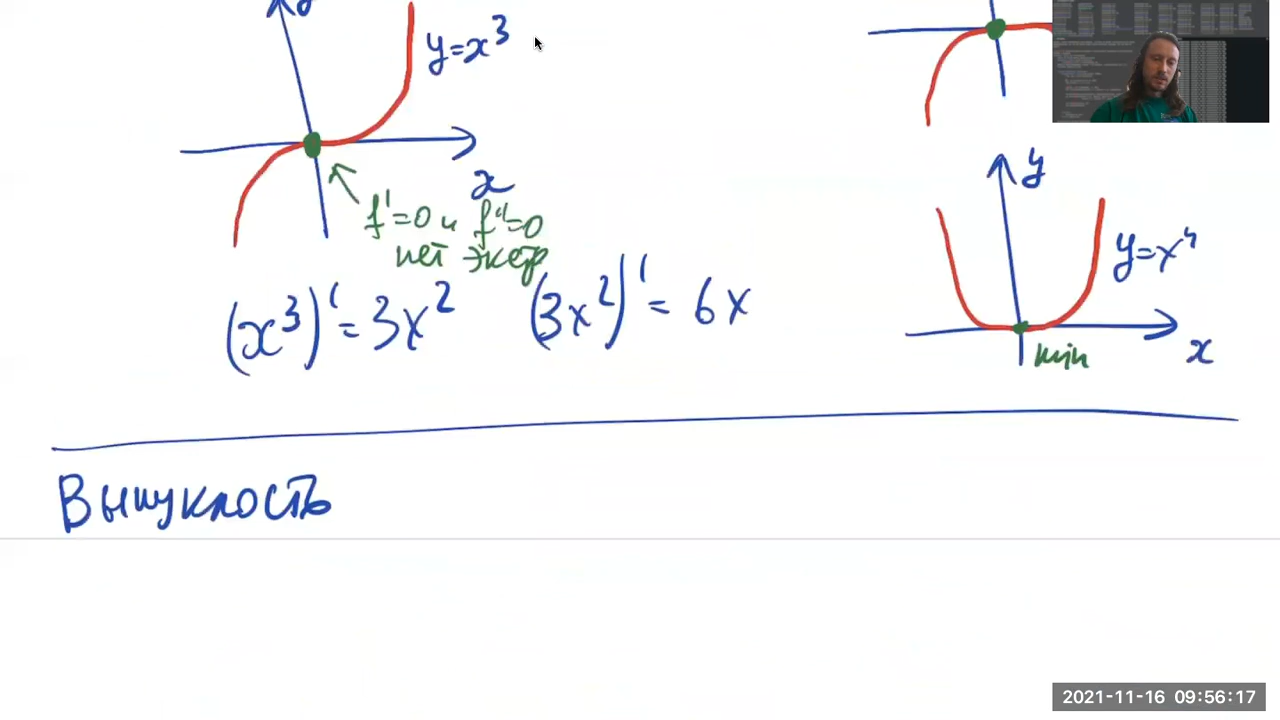 y
y=x³
x
f'=0 и f''=0
нет экстр
(x³)'=3x² (3x²)'= 6x
y
y=x⁴
x
min
Выпуклость
2021-11-16 09:56:17